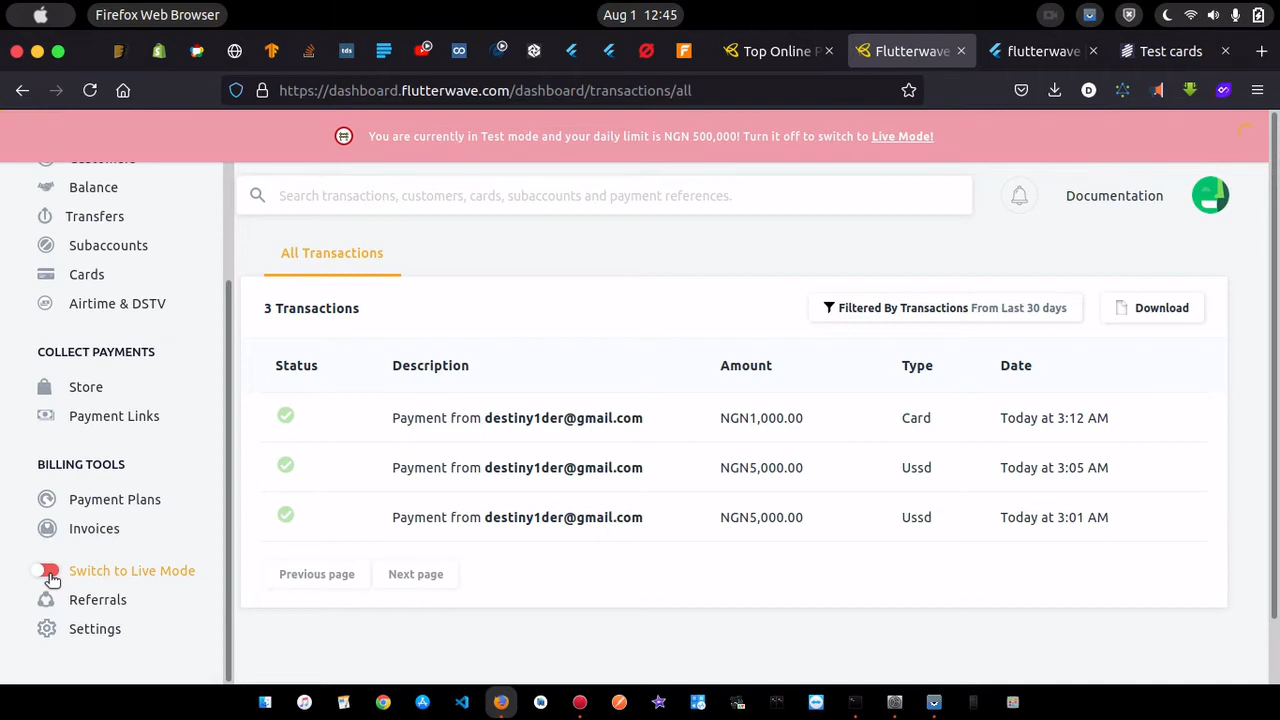 Firefox Web Browser
Aug 1 12:45
Top Online P
Flutterwave
flutterwave
Test cards
https://dashboard.flutterwave.com/dashboard/transactions/all
You are currently in Test mode and your daily limit is NGN 500,000! Turn it off to switch to Live Mode!
Balance
Transfers
Subaccounts
Cards
Airtime & DSTV
COLLECT PAYMENTS
Store
Payment Links
BILLING TOOLS
Payment Plans
Invoices
Switch to Live Mode
Referrals
Settings
Search transactions, customers, cards, subaccounts and payment references.
Documentation
All Transactions
3 Transactions
Filtered By Transactions From Last 30 days
Download
Status Description Amount Type Date
Payment from destiny1der@gmail.com NGN1,000.00 Card Today at 3:12 AM
Payment from destiny1der@gmail.com NGN5,000.00 Ussd Today at 3:05 AM
Payment from destiny1der@gmail.com NGN5,000.00 Ussd Today at 3:01 AM
Previous page
Next page